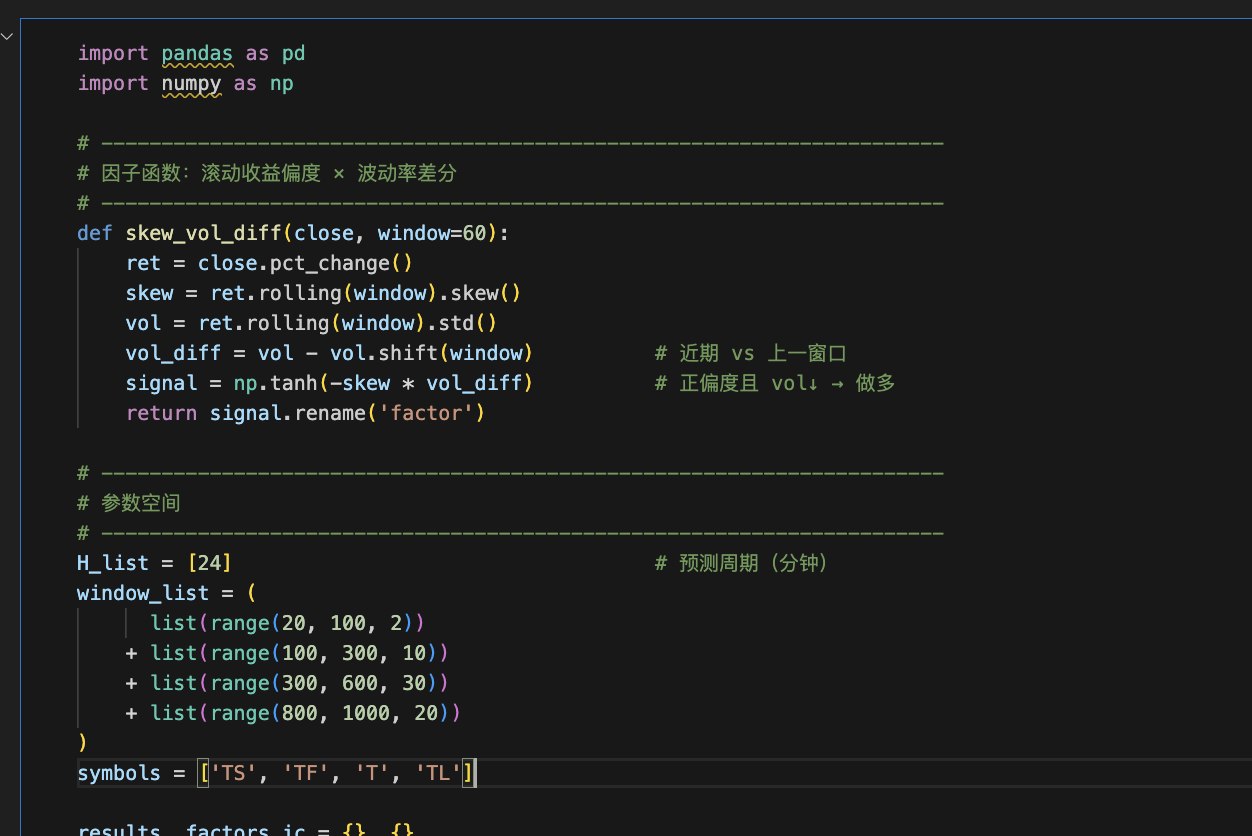 import pandas as pd
import numpy as np
# ----------------------------------------------------------------------
# 因子函数：滚动收益偏度 × 波动率差分
# ----------------------------------------------------------------------
def skew_vol_diff(close, window=60):
    ret = close.pct_change()
    skew = ret.rolling(window).skew()
    vol = ret.rolling(window).std()
    vol_diff = vol - vol.shift(window)          # 近期 vs 上一窗口
    signal = np.tanh(-skew * vol_diff)          # 正偏度且 vol↓ → 做多
    return signal.rename('factor')
# ----------------------------------------------------------------------
# 参数空间
# ----------------------------------------------------------------------
H_list = [24]                                   # 预测周期（分钟）
window_list = (
      list(range(20, 100, 2))
    + list(range(100, 300, 10))
    + list(range(300, 600, 30))
    + list(range(800, 1000, 20))
)
symbols = ['TS', 'TF', 'T', 'TL']
results, factors_ic = {}, {}